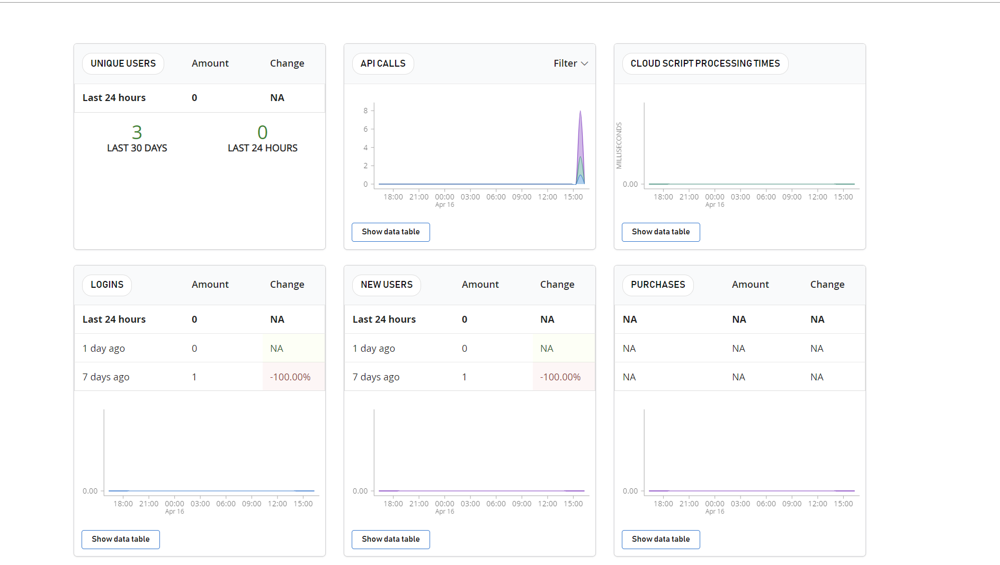 UNIQUE USERS Amount Change
Last 24 hours 0 NA
3 0
LAST 30 DAYS LAST 24 HOURS
API CALLS Filter
8
6
4
2
0
18:00 21:00 00:00 03:00 06:00 09:00 12:00 15:00
Apr 16
Show data table
CLOUD SCRIPT PROCESSING TIMES
MILLISECONDS
0.00
18:00 21:00 00:00 03:00 06:00 09:00 12:00 15:00
Apr 16
Show data table
LOGINS Amount Change
Last 24 hours 0 NA
1 day ago 0 NA
7 days ago 1 -100.00%
0.00
18:00 21:00 00:00 03:00 06:00 09:00 12:00 15:00
Apr 16
Show data table
NEW USERS Amount Change
Last 24 hours 0 NA
1 day ago 0 NA
7 days ago 1 -100.00%
0.00
18:00 21:00 00:00 03:00 06:00 09:00 12:00 15:00
Apr 16
Show data table
PURCHASES Amount Change
NA NA NA
NA NA NA
NA NA NA
0.00
18:00 21:00 00:00 03:00 06:00 09:00 12:00 15:00
Apr 16
Show data table